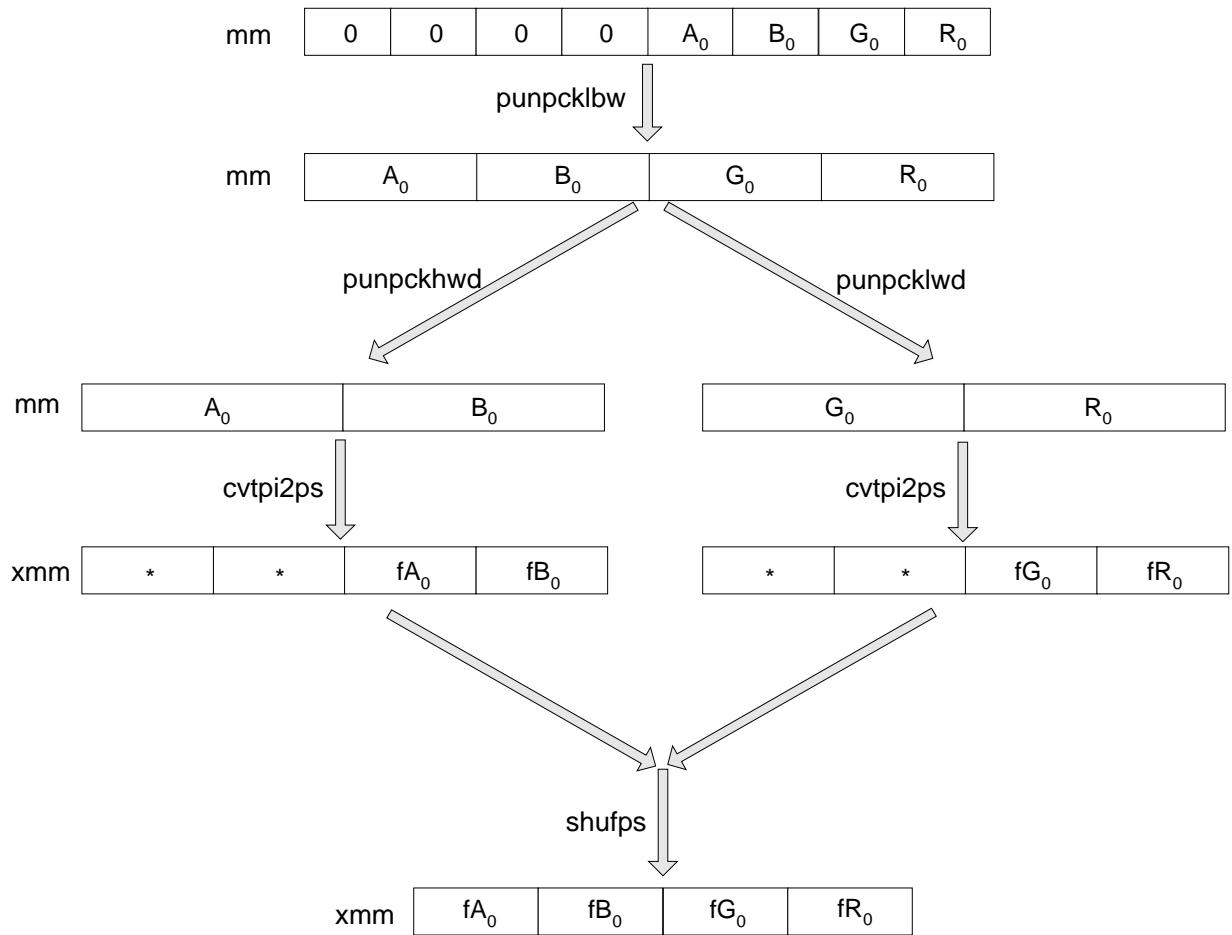 mm 0 0 0 0 A₀ B₀ G₀ R₀
punpcklbw
mm A₀ B₀ G₀ R₀
punpckhwd punpcklwd
mm A₀ B₀ G₀ R₀
cvtpi2ps cvtpi2ps
xmm * * fA₀ fB₀ * * fG₀ fR₀
shufps
xmm fA₀ fB₀ fG₀ fR₀